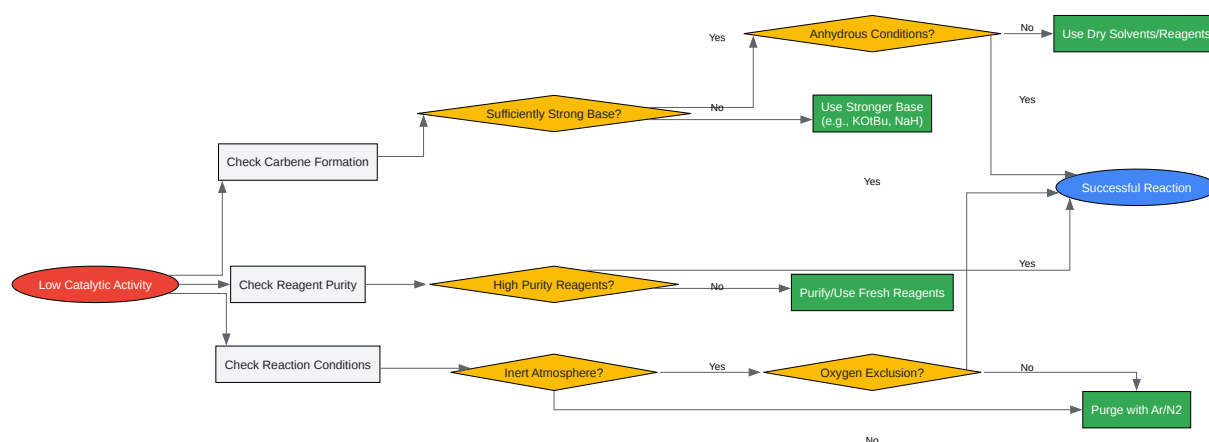 Yes
Anhydrous Conditions?
No
Use Dry Solvents/Reagents
Sufficiently Strong Base?
No
Use Stronger Base
(e.g., KOtBu, NaH)
Yes
Check Carbene Formation
Yes
Successful Reaction
Low Catalytic Activity
Check Reagent Purity
High Purity Reagents?
No
Yes
Purify/Use Fresh Reagents
Check Reaction Conditions
Inert Atmosphere?
Yes
Oxygen Exclusion?
No
Purge with Ar/N2
No